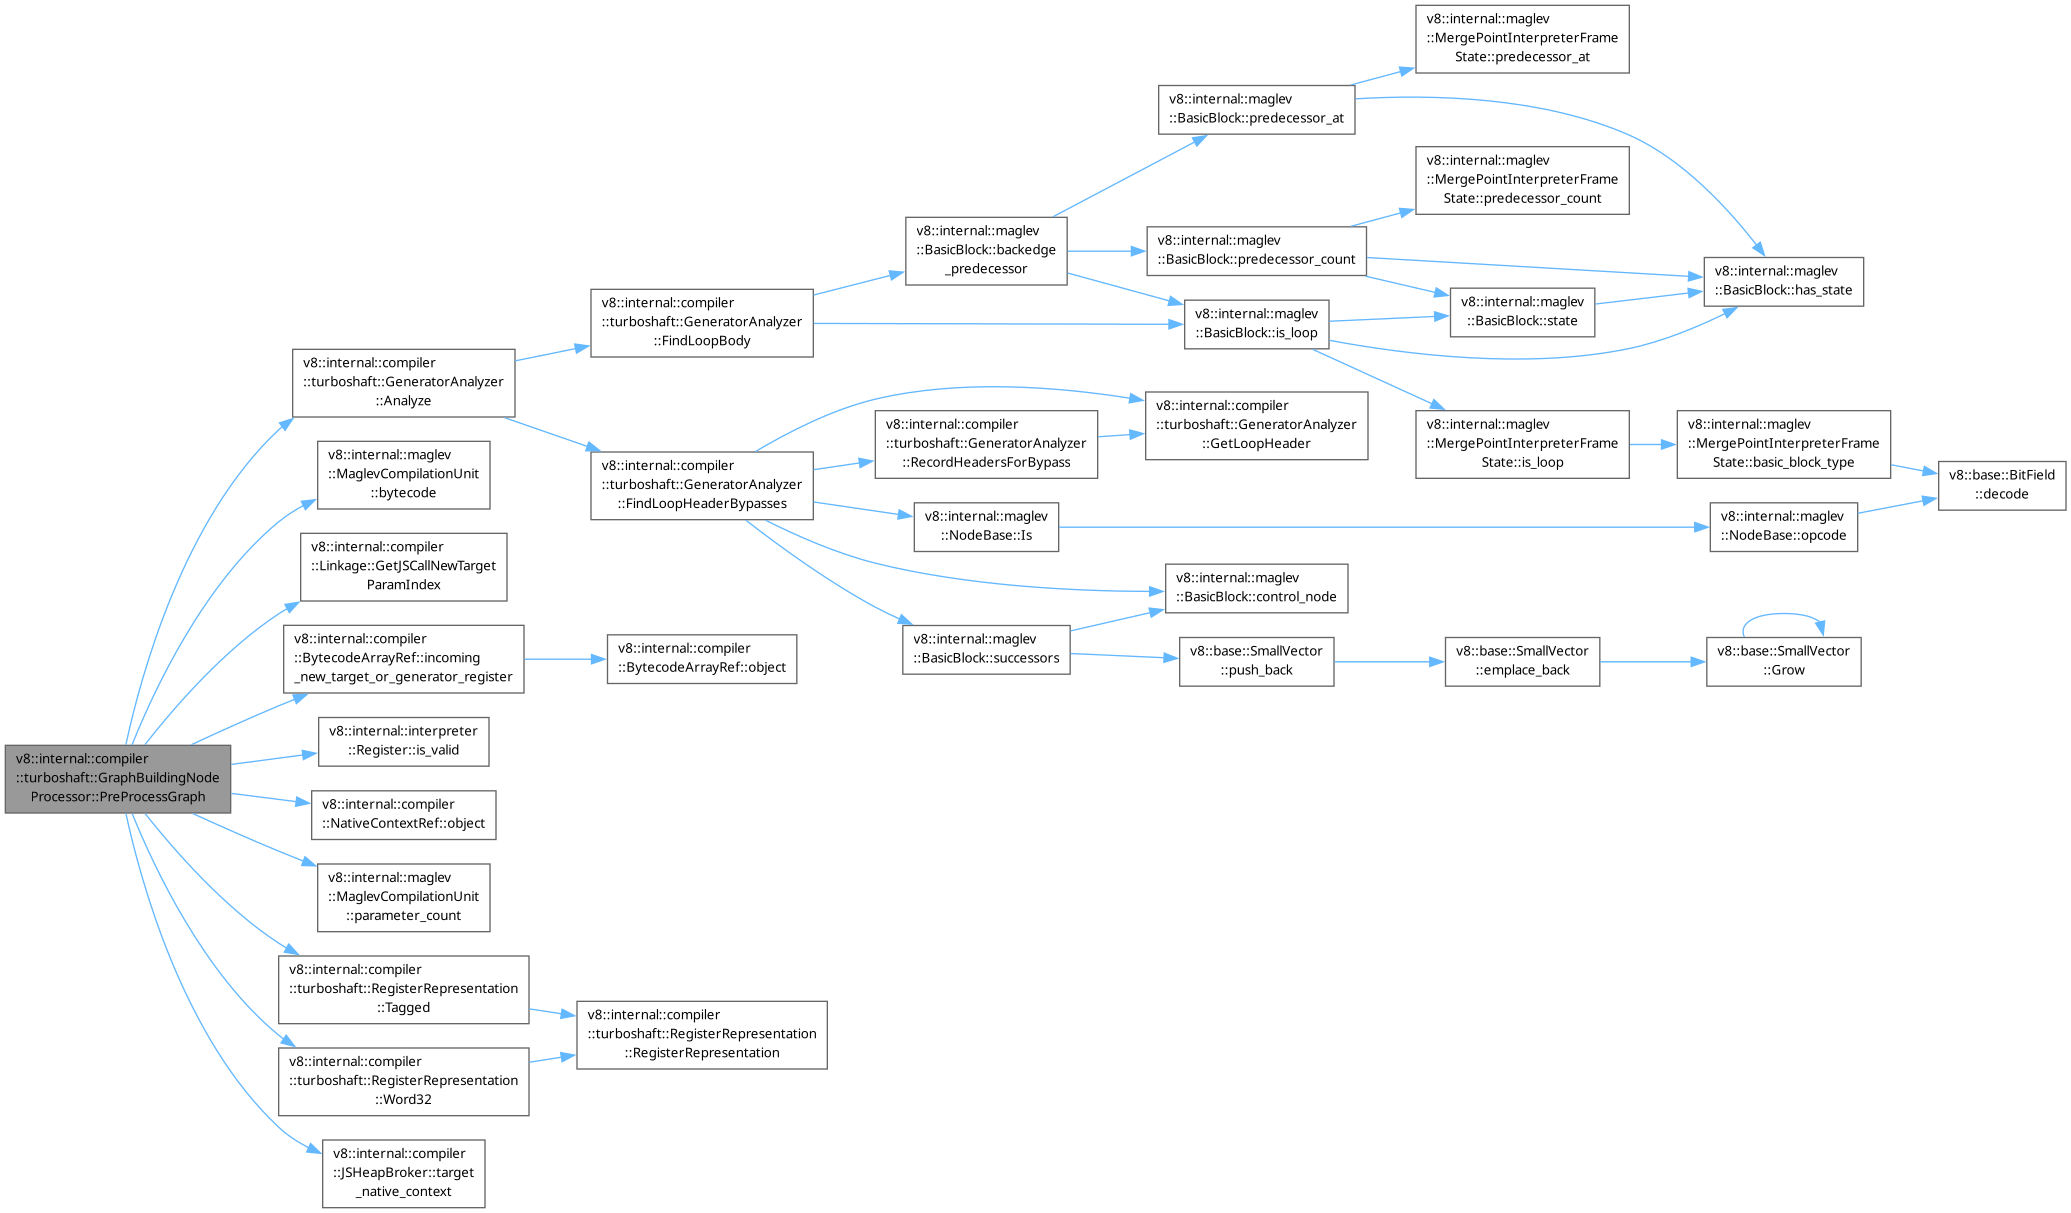 v8::internal::compiler
::turboshaft::GraphBuildingNode
Processor::PreProcessGraph
v8::internal::compiler
::turboshaft::GeneratorAnalyzer
::Analyze
v8::internal::maglev
::MaglevCompilationUnit
::bytecode
v8::internal::compiler
::Linkage::GetJSCallNewTarget
ParamIndex
v8::internal::compiler
::BytecodeArrayRef::incoming
_new_target_or_generator_register
v8::internal::interpreter
::Register::is_valid
v8::internal::compiler
::NativeContextRef::object
v8::internal::maglev
::MaglevCompilationUnit
::parameter_count
v8::internal::compiler
::turboshaft::RegisterRepresentation
::Tagged
v8::internal::compiler
::turboshaft::RegisterRepresentation
::Word32
v8::internal::compiler
::JSHeapBroker::target
_native_context
v8::internal::compiler
::turboshaft::GeneratorAnalyzer
::FindLoopBody
v8::internal::compiler
::turboshaft::GeneratorAnalyzer
::FindLoopHeaderBypasses
v8::internal::compiler
::BytecodeArrayRef::object
v8::internal::compiler
::turboshaft::RegisterRepresentation
::RegisterRepresentation
v8::internal::maglev
::BasicBlock::backedge
_predecessor
v8::internal::compiler
::turboshaft::GeneratorAnalyzer
::RecordHeadersForBypass
v8::internal::maglev
::NodeBase::Is
v8::internal::maglev
::BasicBlock::successors
v8::internal::maglev
::BasicBlock::predecessor_at
v8::internal::maglev
::BasicBlock::predecessor_count
v8::internal::maglev
::BasicBlock::is_loop
v8::internal::compiler
::turboshaft::GeneratorAnalyzer
::GetLoopHeader
v8::internal::maglev
::BasicBlock::control_node
v8::base::SmallVector
::push_back
v8::internal::maglev
::MergePointInterpreterFrame
State::predecessor_at
v8::internal::maglev
::MergePointInterpreterFrame
State::predecessor_count
v8::internal::maglev
::BasicBlock::state
v8::internal::maglev
::MergePointInterpreterFrame
State::is_loop
v8::base::SmallVector
::emplace_back
v8::internal::maglev
::BasicBlock::has_state
v8::internal::maglev
::MergePointInterpreterFrame
State::basic_block_type
v8::internal::maglev
::NodeBase::opcode
v8::base::SmallVector
::Grow
v8::base::BitField
::decode